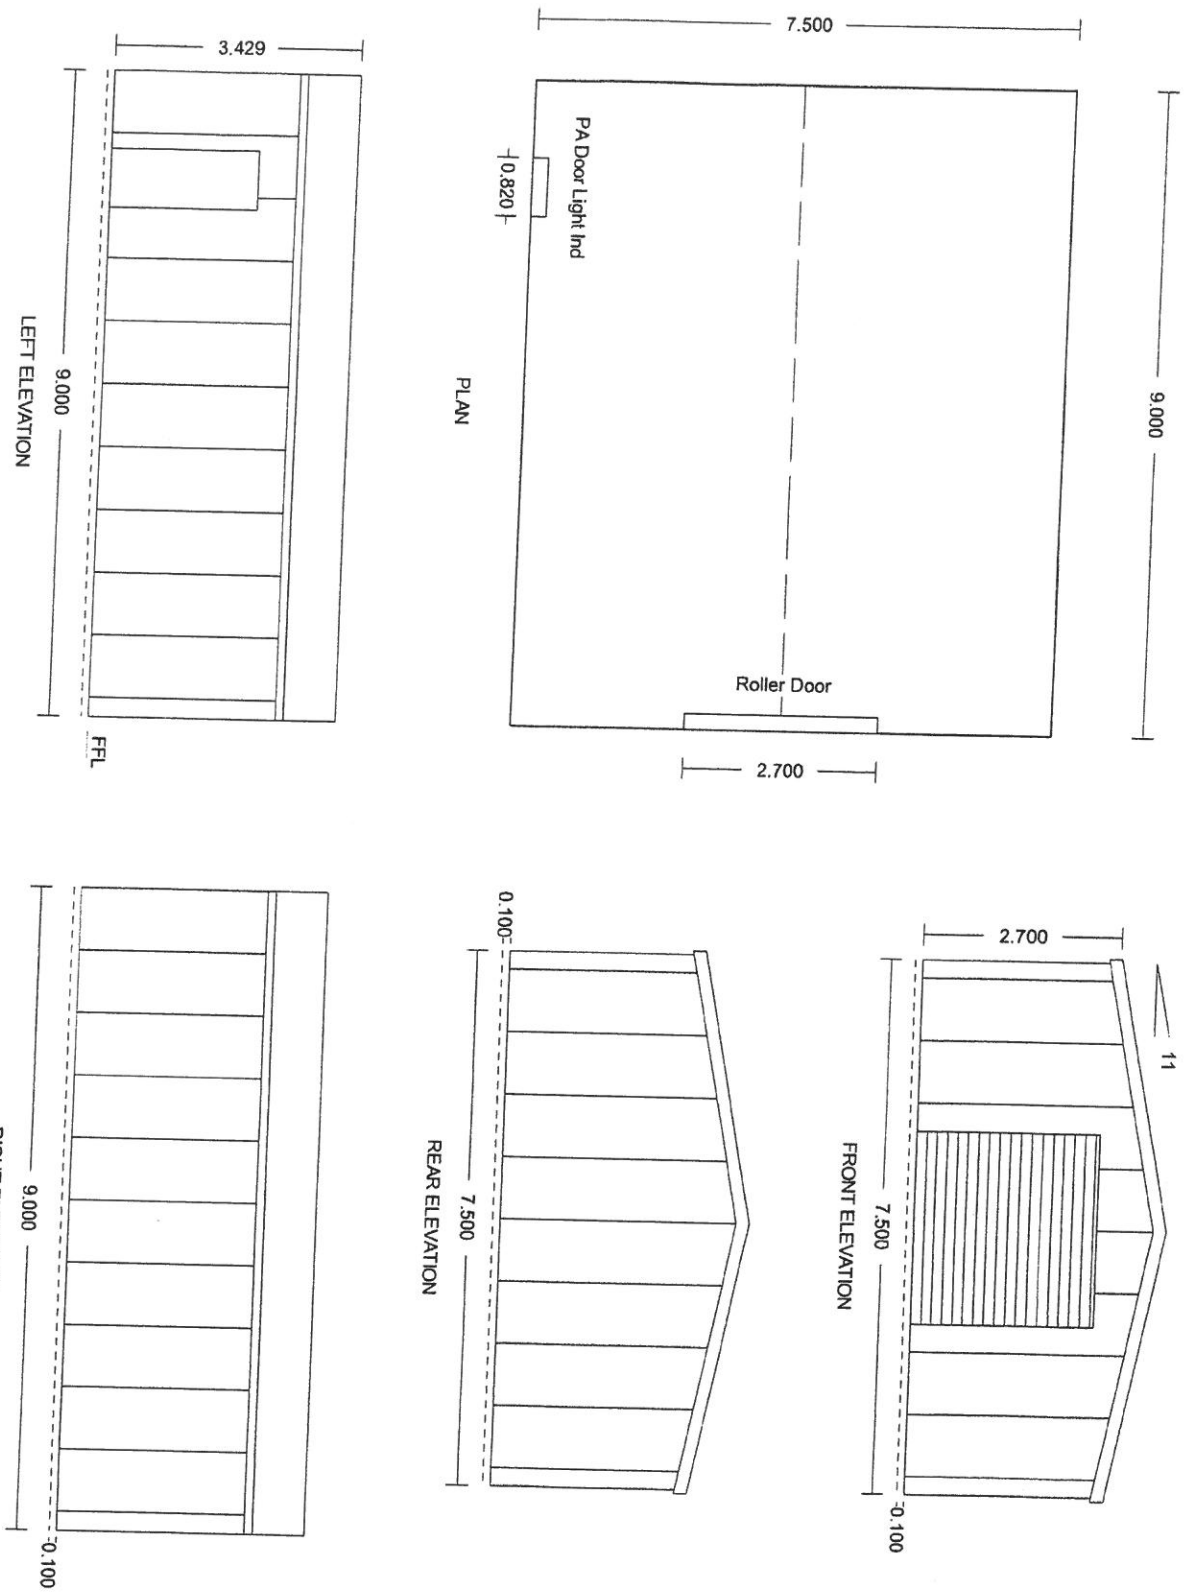 7.500
9.000
PA Door Light Ind
0.820
Roller Door
2.700
PLAN
3.429
9.000
LEFT ELEVATION
FFL
11
2.700
7.500
FRONT ELEVATION
0.100
0.100
7.500
REAR ELEVATION
9.000
0.100